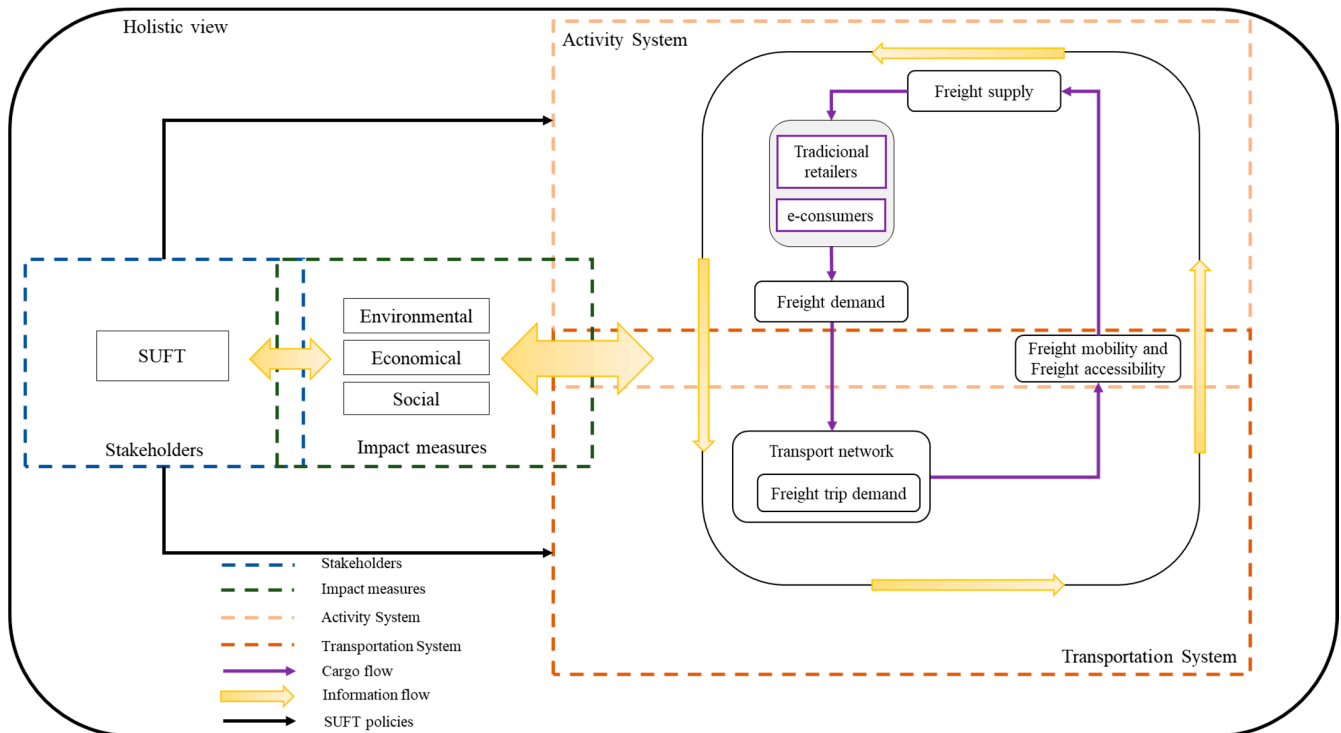 Holistic view
Activity System
Freight supply
Tradicional
retailers
e-consumers
Freight demand
Freight mobility and
Freight accessibility
Transport network
Freight trip demand
Transportation System
SUFT
Stakeholders
Environmental
Economical
Social
Impact measures
Stakeholders
Impact measures
Activity System
Transportation System
Cargo flow
Information flow
SUFT policies